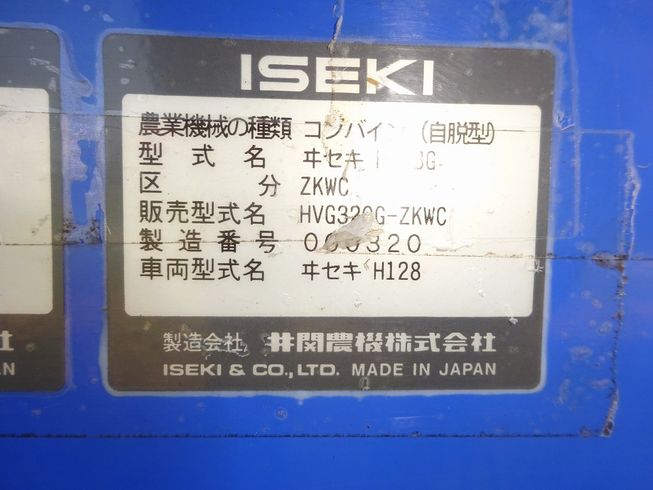 ISEKI
農業機械の種類 コンバイン (自脱型)
型式名 ヰセキ
区分 ZKWC
販売型式名
製造番号
車両型式名 ヰセキ H128
製造会社 井関農機株式会社
ISEKI & CO.,LTD. MADE IN JAPAN
社
N